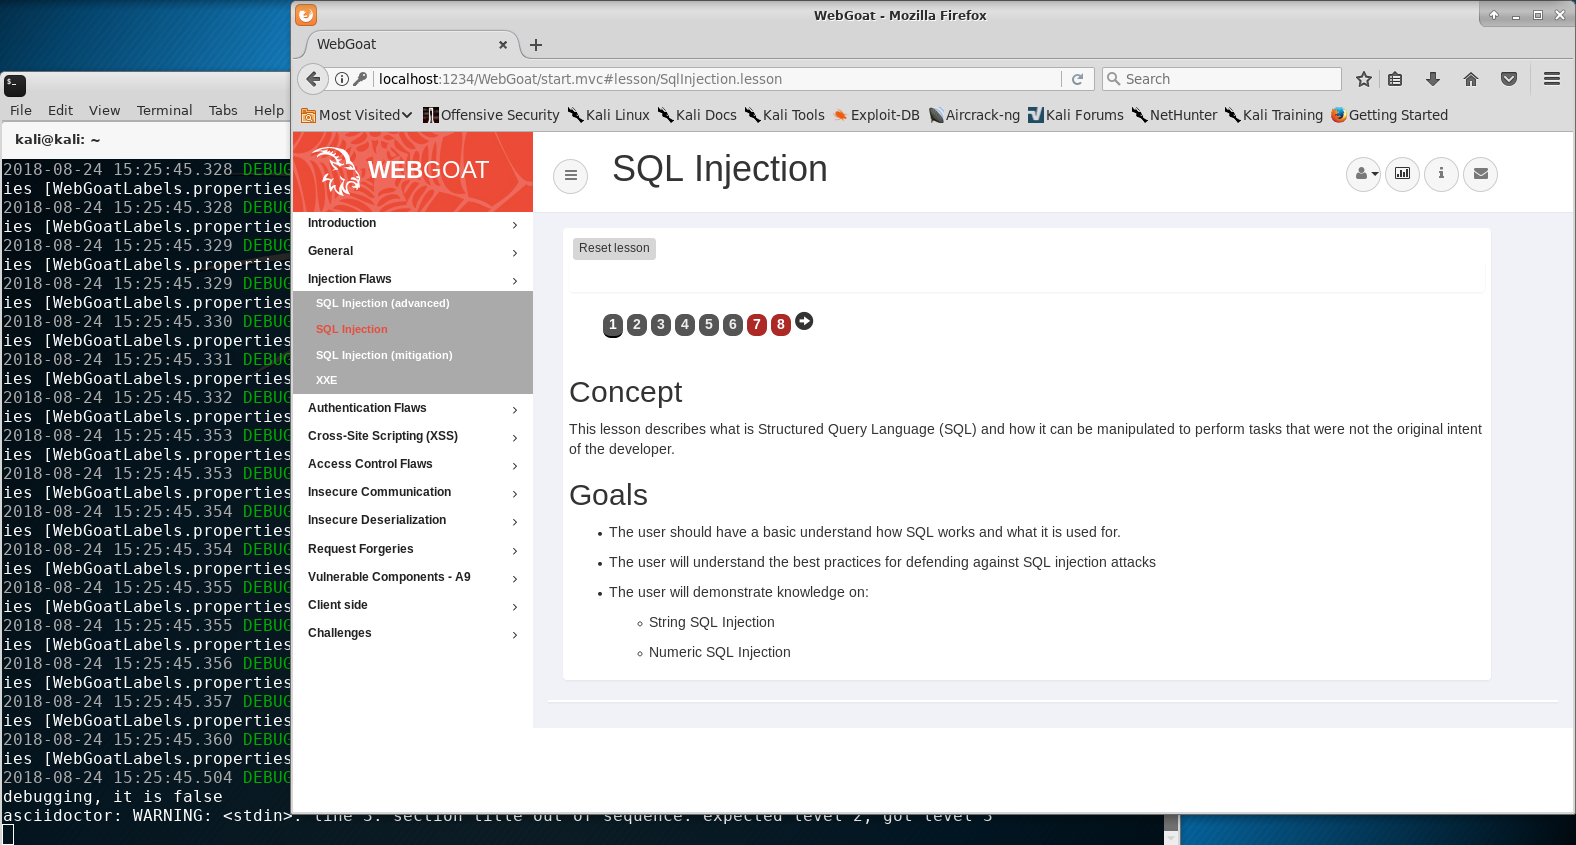 WebGoat - Mozilla Firefox
WebGoat
localhost:1234/WebGoat/start.mvc#lesson/SqlInjection.lesson
Search
Most Visited
Offensive Security
Kali Linux
Kali Docs
Kali Tools
Exploit-DB
Aircrack-ng
Kali Forums
NetHunter
Kali Training
Getting Started
File Edit View Terminal Tabs Help
kali@kali: ~
2018-08-24 15:25:45.328 DEBUG
ies [WebGoatLabels.properties
2018-08-24 15:25:45.328 DEBUG
ies [WebGoatLabels.properties
2018-08-24 15:25:45.329 DEBUG
ies [WebGoatLabels.properties
2018-08-24 15:25:45.329 DEBUG
ies [WebGoatLabels.properties
2018-08-24 15:25:45.330 DEBUG
ies [WebGoatLabels.properties
2018-08-24 15:25:45.331 DEBUG
ies [WebGoatLabels.properties
2018-08-24 15:25:45.332 DEBUG
ies [WebGoatLabels.properties
2018-08-24 15:25:45.353 DEBUG
ies [WebGoatLabels.properties
2018-08-24 15:25:45.353 DEBUG
ies [WebGoatLabels.properties
2018-08-24 15:25:45.354 DEBUG
ies [WebGoatLabels.properties
2018-08-24 15:25:45.354 DEBUG
ies [WebGoatLabels.properties
2018-08-24 15:25:45.355 DEBUG
ies [WebGoatLabels.properties
2018-08-24 15:25:45.355 DEBUG
ies [WebGoatLabels.properties
2018-08-24 15:25:45.356 DEBUG
ies [WebGoatLabels.properties
2018-08-24 15:25:45.357 DEBUG
ies [WebGoatLabels.properties
2018-08-24 15:25:45.360 DEBUG
ies [WebGoatLabels.properties
2018-08-24 15:25:45.504 DEBUG
debugging, it is false
asciidoctor: WARNING: <stdin>: line 3: section title out of sequence: expected level 2, got level 3
WEBGOAT
Introduction
General
Injection Flaws
SQL Injection (advanced)
SQL Injection
SQL Injection (mitigation)
XXE
Authentication Flaws
Cross-Site Scripting (XSS)
Access Control Flaws
Insecure Communication
Insecure Deserialization
Request Forgeries
Vulnerable Components - A9
Client side
Challenges
SQL Injection
Reset lesson
1 2 3 4 5 6 7 8
Concept
This lesson describes what is Structured Query Language (SQL) and how it can be manipulated to perform tasks that were not the original intent
of the developer.
Goals
• The user should have a basic understand how SQL works and what it is used for.
• The user will understand the best practices for defending against SQL injection attacks
• The user will demonstrate knowledge on:
◦ String SQL Injection
◦ Numeric SQL Injection